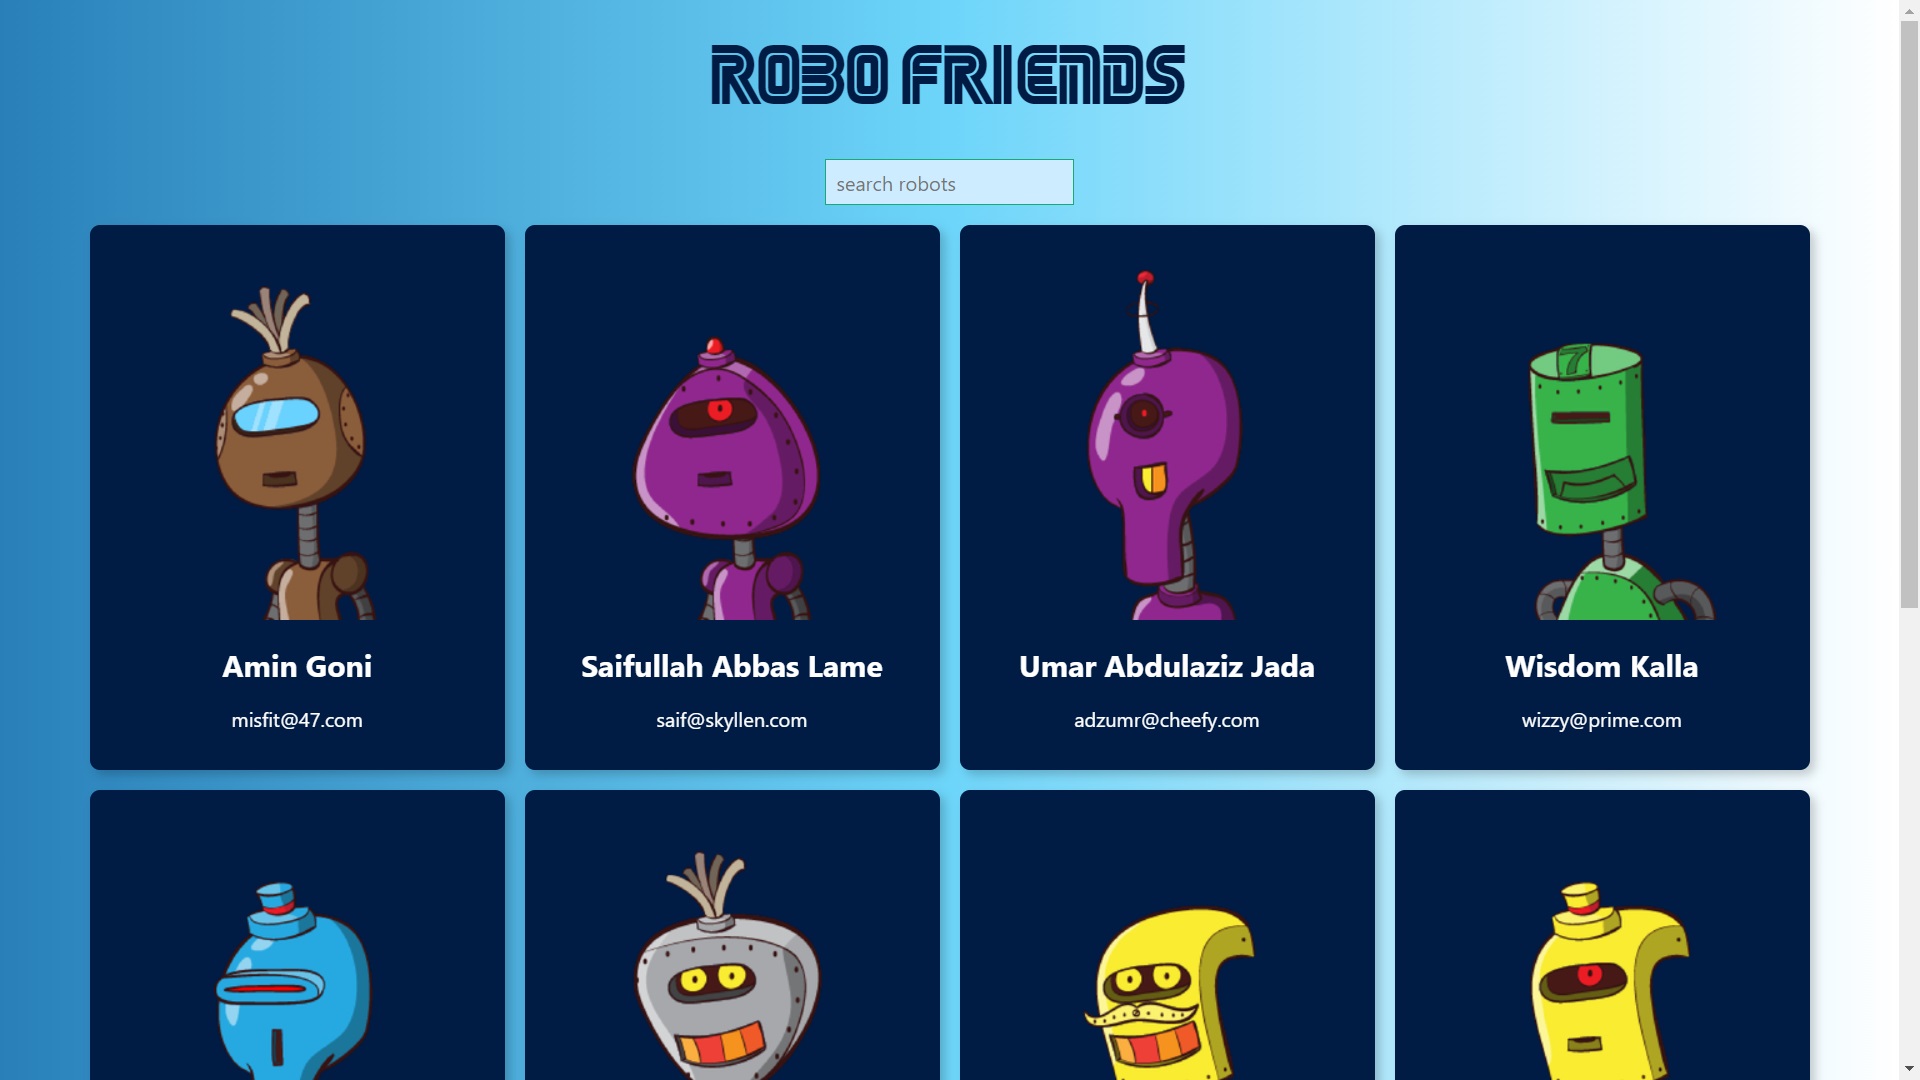 ROBO FRIENDS
search robots
7
Amin Goni
Saifullah Abbas Lame
Umar Abdulaziz Jada
Wisdom Kalla
misfit@47.com
saif@skyllen.com
adzumr@cheefy.com
wizzy@prime.com